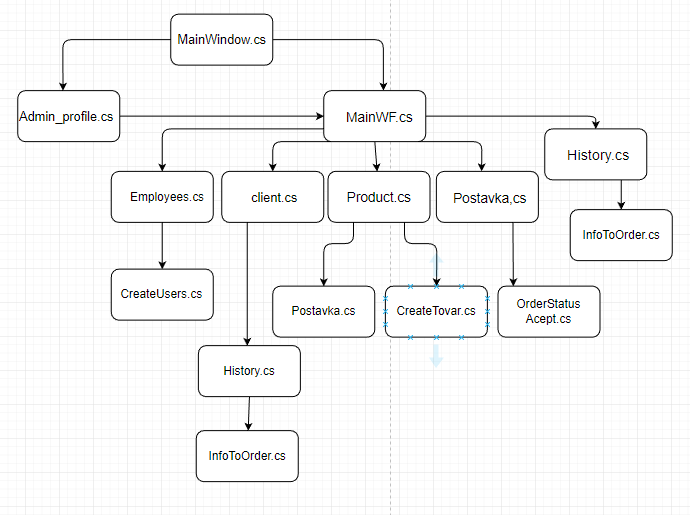 MainWindow.cs
Admin_profile.cs
MainWF.cs
History.cs
Employees.cs
client.cs
Product.cs
Postavka,cs
InfoToOrder.cs
CreateUsers.cs
Postavka.cs
CreateTovar.cs
OrderStatus
Acept.cs
History.cs
InfoToOrder.cs